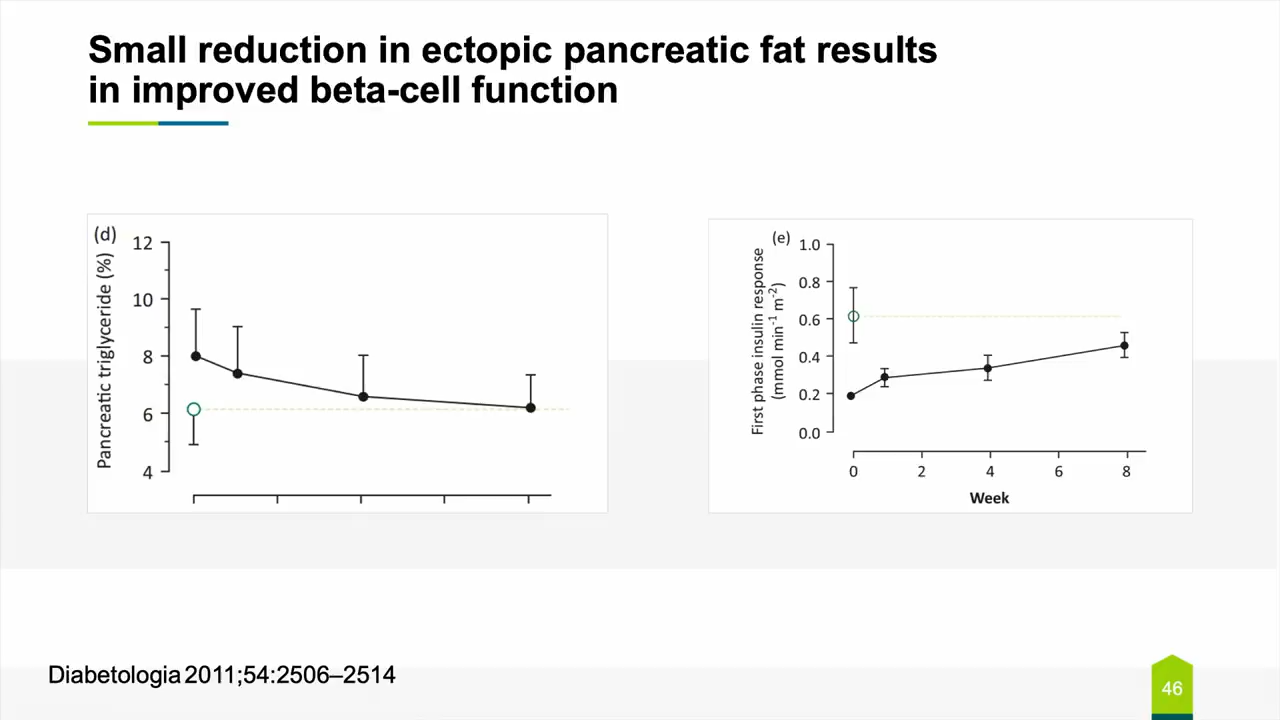 Small reduction in ectopic pancreatic fat results
in improved beta-cell function
(d)
Pancreatic triglyceride (%)
12
10
8
6
4
(e)
First phase insulin response
(mmol min⁻¹ m⁻²)
1.0
0.8
0.6
0.4
0.2
0.0
0 2 4 6 8
Week
Diabetologia 2011;54:2506–2514
46